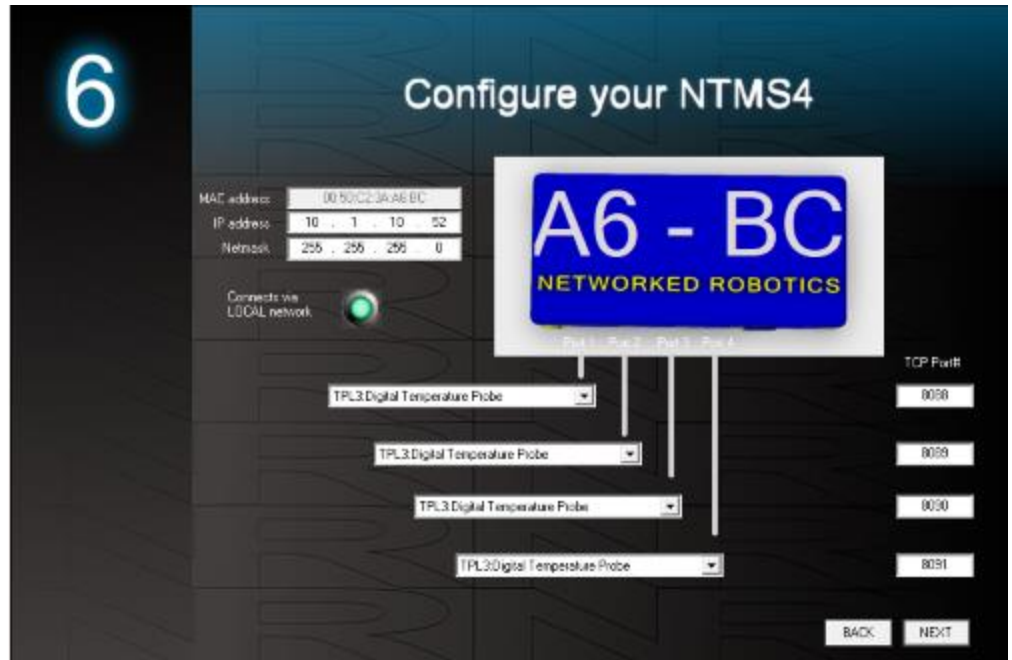 6
Configure your NTMS4
MAC address 00:50:C2:3A:A6:BC
IP address 10 . 1 . 10 . 52
Netmask 255 . 255 . 255 . 0
A6 - BC
NETWORKED ROBOTICS
Connects via
LOCAL network
Port 1 Port 2 Port 3 Port 4
TCP Port#
TPL3:Digital Temperature Probe 8088
TPL3:Digital Temperature Probe 8089
TPL3:Digital Temperature Probe 8090
TPL3:Digital Temperature Probe 8091
BACK NEXT